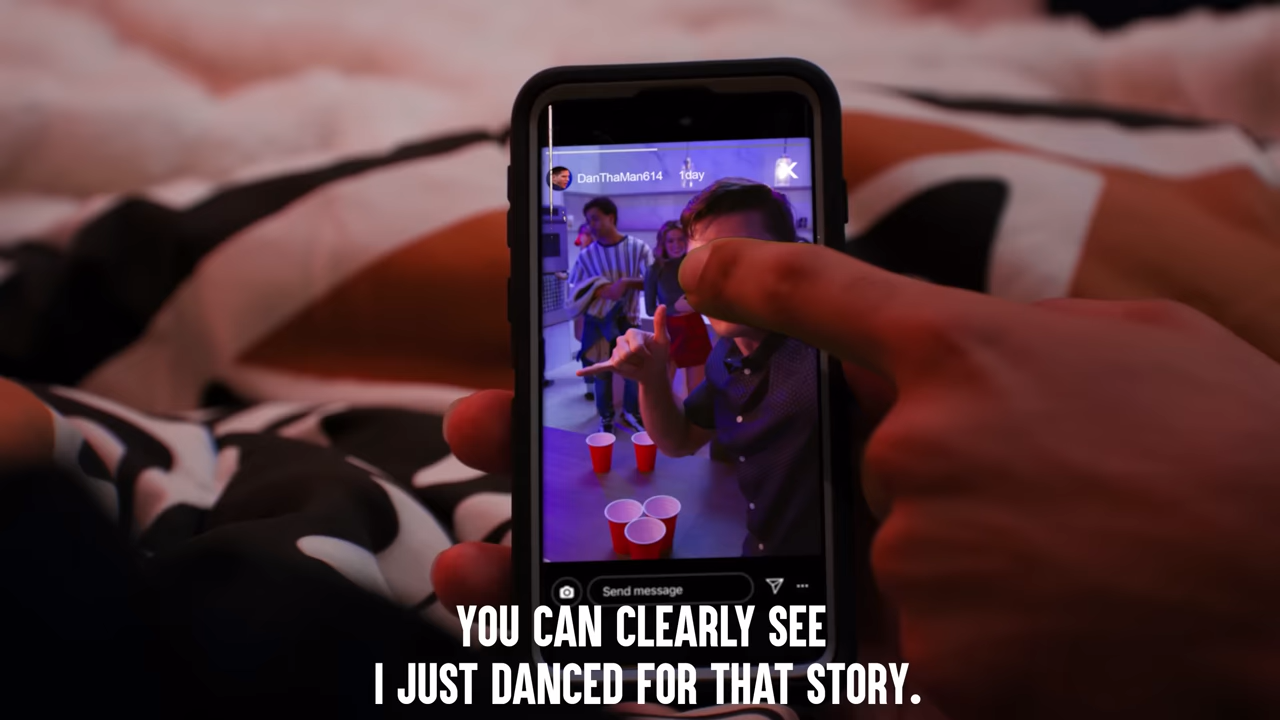 DanThaMan614 1day
Send message
YOU CAN CLEARLY SEE
I JUST DANCED FOR THAT STORY.